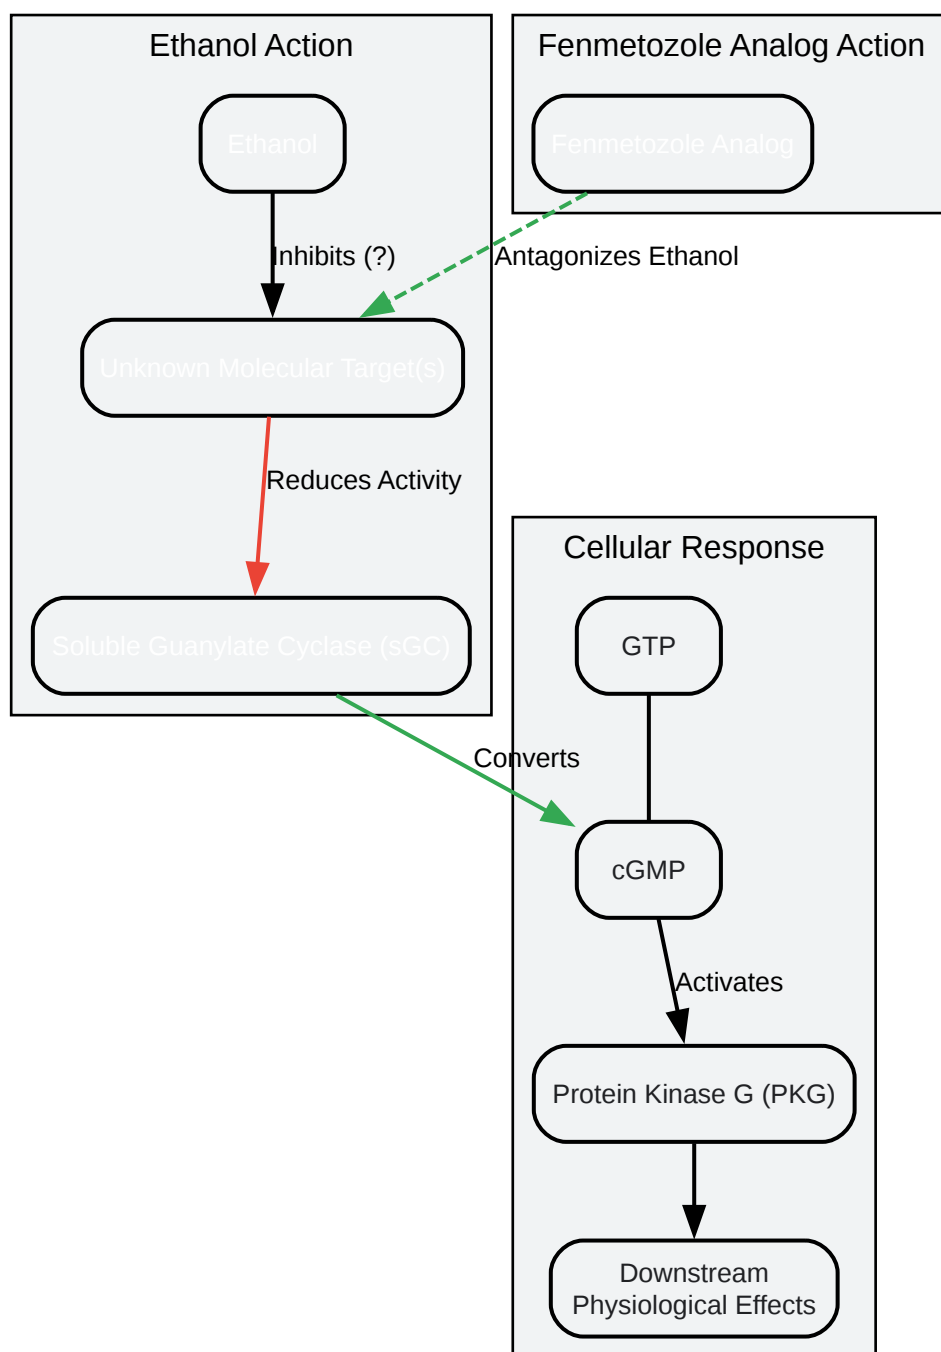 Ethanol Action
Fenmetozole Analog Action
Ethanol
Fenmetozole Analog
Inhibits (?)
Antagonizes Ethanol
Unknown Molecular Target(s)
Reduces Activity
Cellular Response
Soluble Guanylate Cyclase (sGC)
GTP
Converts
cGMP
Activates
Protein Kinase G (PKG)
Downstream
Physiological Effects